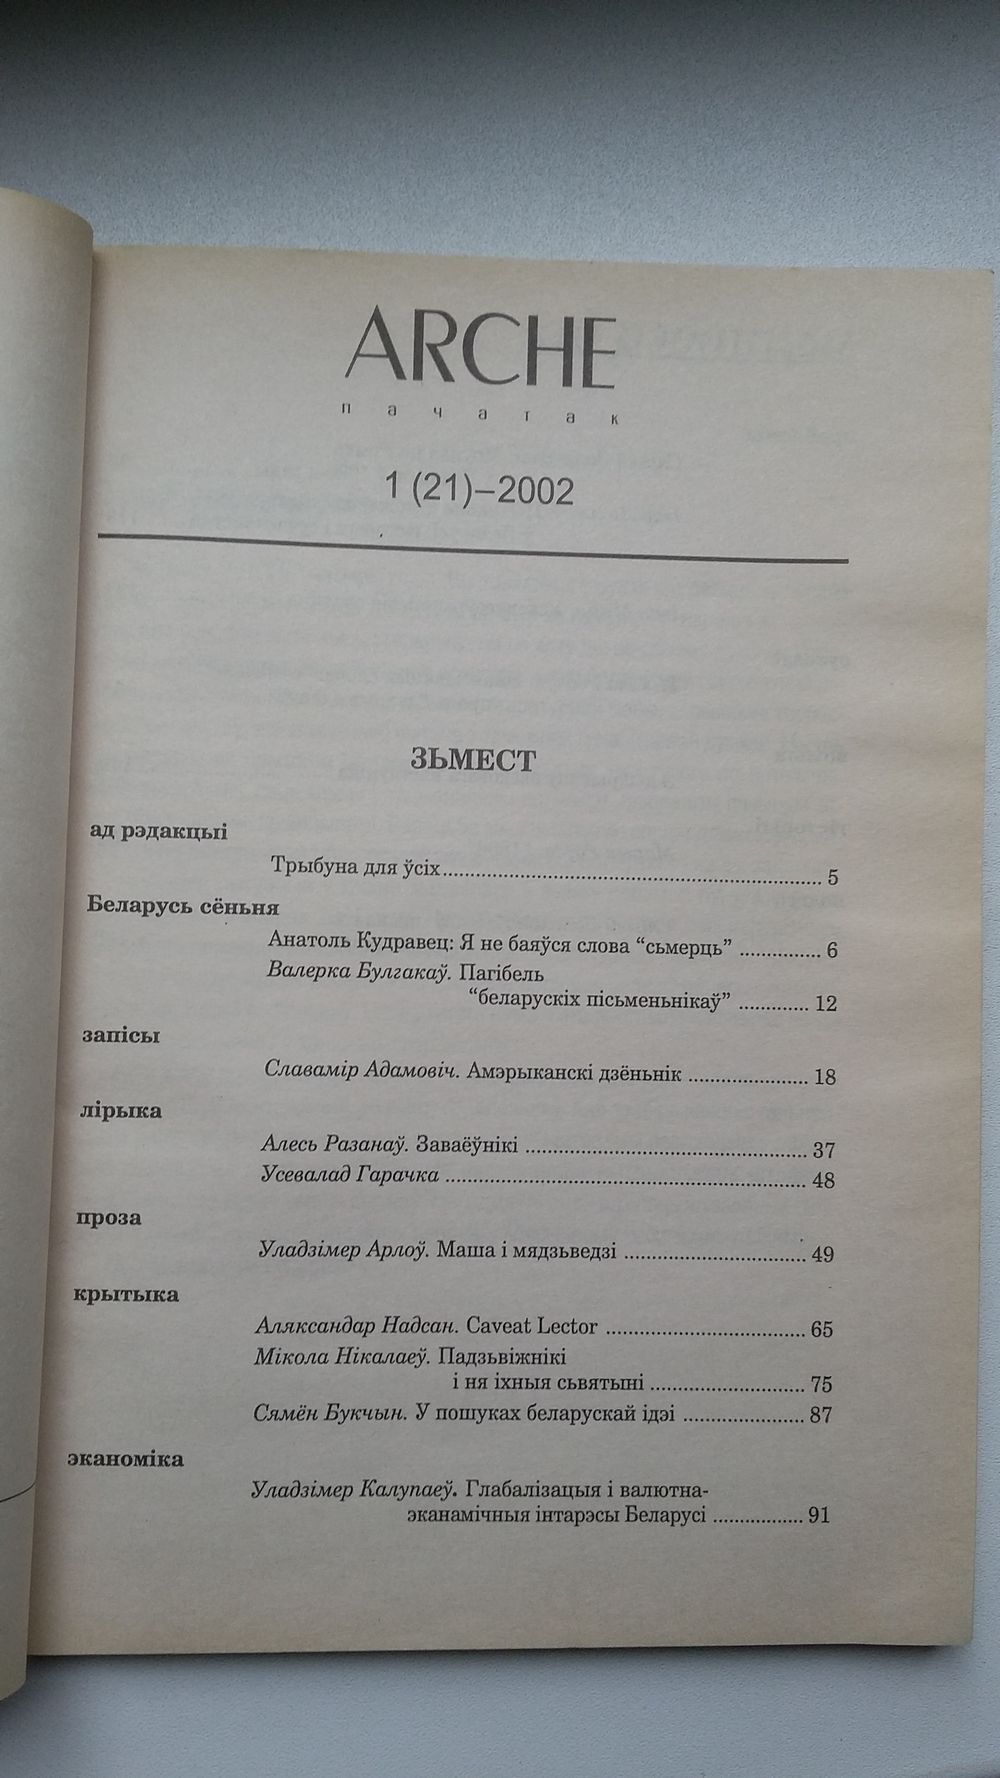 ARCHE
пачатак
1 (21)–2002
ЗЬМЕСТ
ад рэдакцыі
Трыбуна для ўсіх........................................................................ 5
Беларусь сёньня
Анатоль Кудравец: Я не баяўся слова “сьмерць” ............... 6
Валерка Булгакаў. Пагібель
“беларускіх пісьменьнікаў” ............. 12
запісы
Славамір Адамовіч. Амэрыканскі дзёньнік ...................... 18
лірыка
Алесь Разанаў. Заваёўнікі ..................................................... 37
Усевалад Гарачка .................................................................... 48
проза
Уладзімер Арлоў. Маша і мядзьведзі .................................. 49
крытыка
Аляксандар Надсан. Caveat Lector ...................................... 65
Мікола Нікалаеў. Падзьвіжнікі
і ня іхныя сьвятыні ............................. 75
Сямён Букчын. У пошуках беларускай ідэі ....................... 87
эканоміка
Уладзімер Калупаеў. Глабалізацыя і валютна-
эканамічныя інтарэсы Беларусі ................. 91